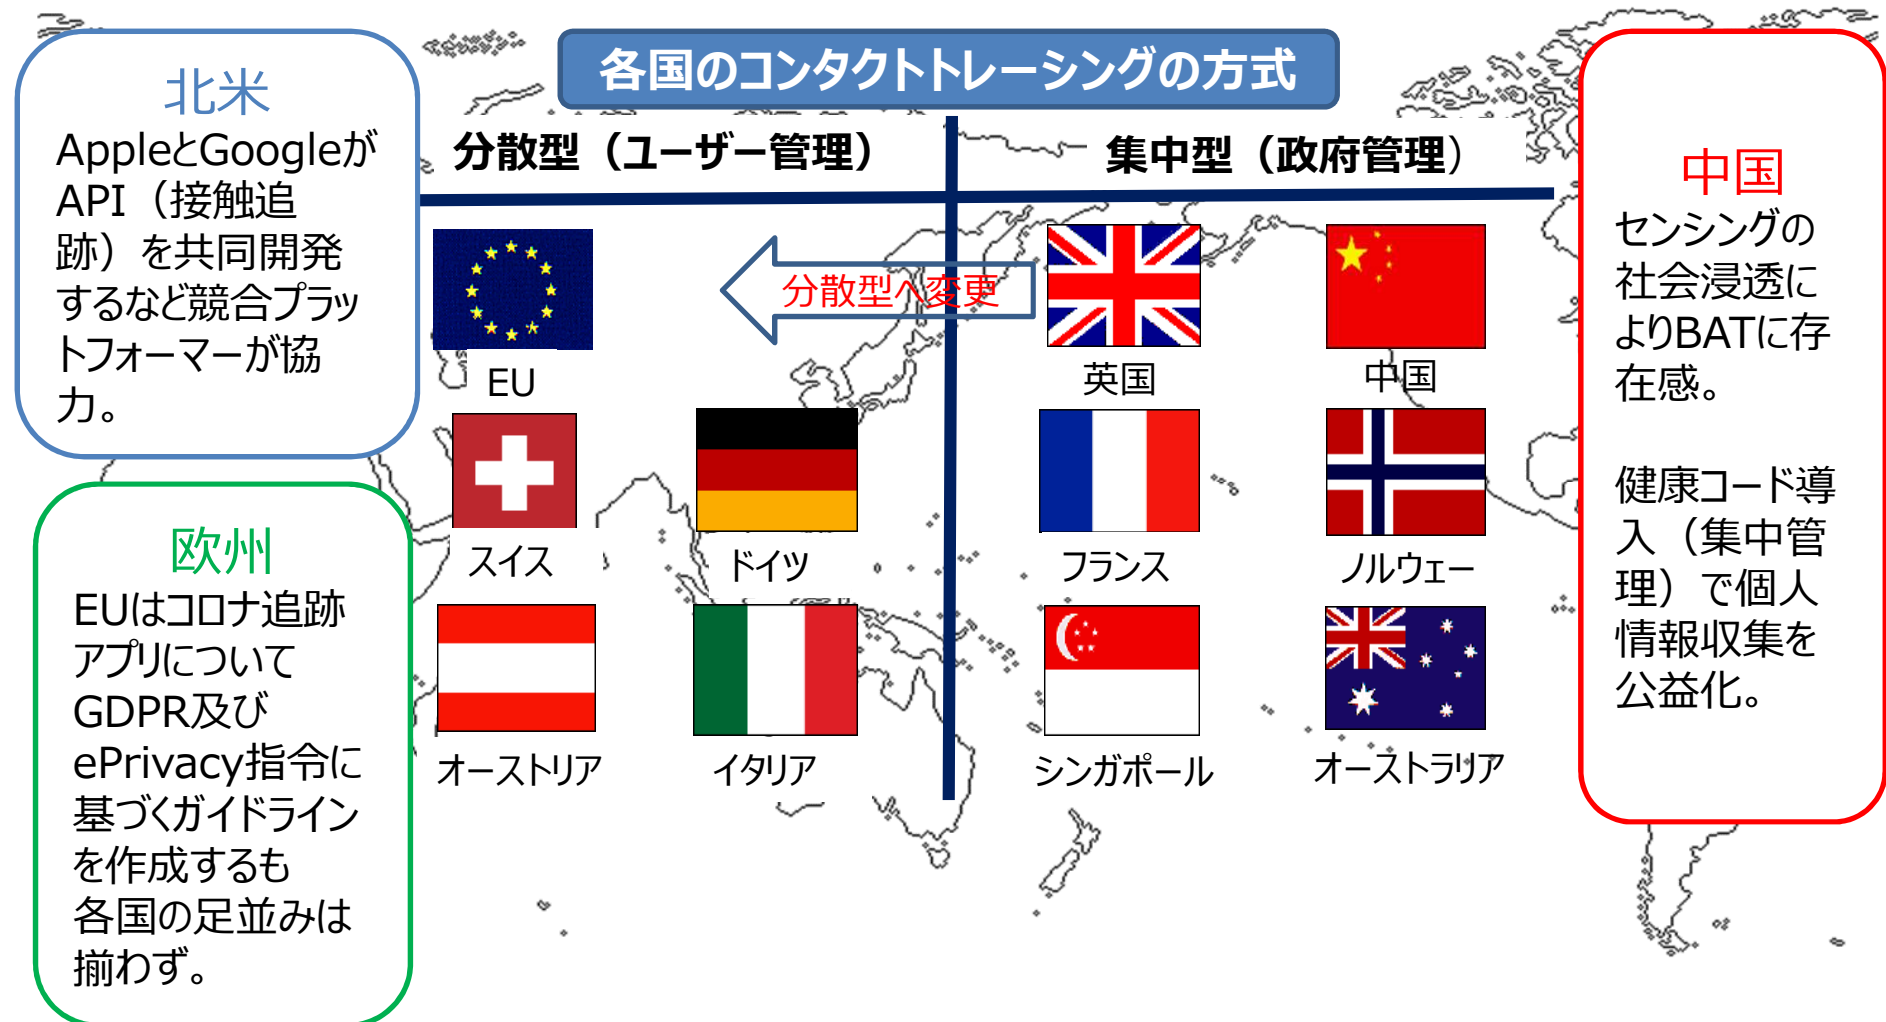 各国のコンタクトトレーシングの方式
北米
AppleとGoogleが
API（接触追
跡）を共同開発
するなど競合プラッ
トフォーマーが協
力。
欧州
EUはコロナ追跡
アプリについて
GDPR及び
ePrivacy指令に
基づくガイドライン
を作成するも
各国の足並みは
揃わず。
分散型（ユーザー管理）
集中型（政府管理）
分散型へ変更
EU
英国
中国
スイス
ドイツ
フランス
ノルウェー
オーストリア
イタリア
シンガポール
オーストラリア
中国
センシングの
社会浸透に
よりBATに存
在感。
健康コード導
入（集中管
理）で個人
情報収集を
公益化。